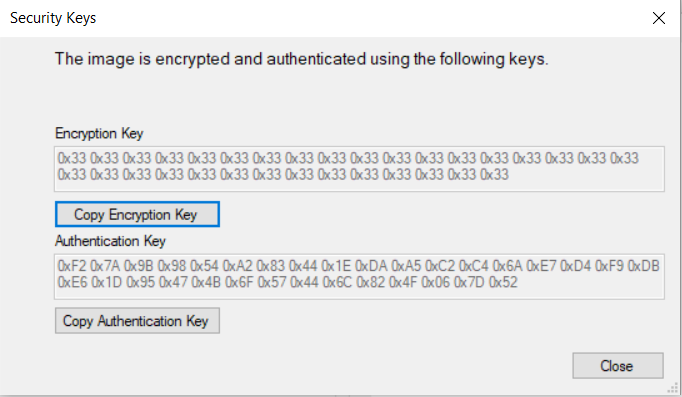 Security Keys
The image is encrypted and authenticated using the following keys.
Encryption Key
0x33 0x33 0x33 0x33 0x33 0x33 0x33 0x33 0x33 0x33 0x33 0x33 0x33 0x33 0x33 0x33 0x33 0x33
0x33 0x33 0x33 0x33 0x33 0x33 0x33 0x33 0x33 0x33 0x33 0x33 0x33 0x33
Copy Encryption Key
Authentication Key
0xF2 0x7A 0x9B 0x98 0x54 0xA2 0x83 0x44 0x1E 0xDA 0xA5 0xC2 0xC4 0x6A 0xE7 0xD4 0xF9 0xDB
0xE6 0x1D 0x95 0x47 0x4B 0x6F 0x57 0x44 0x6C 0x82 0x4F 0x06 0x7D 0x52
Copy Authentication Key
Close